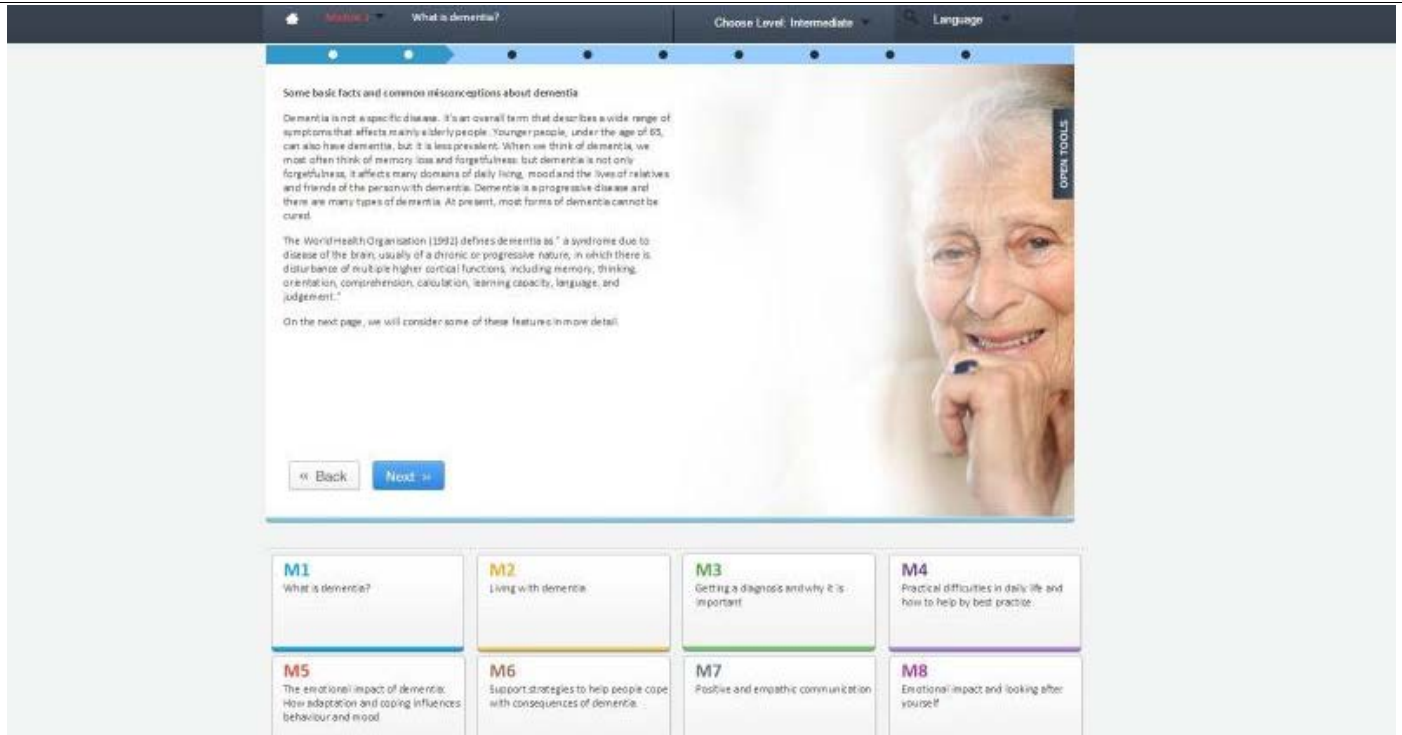 Module 1
What is dementia?
Choose Level: Intermediate
Language
Some basic facts and common misconceptions about dementia
Dementia is not a specific disease. It's an overall term that describes a wide range of
symptoms that affects mainly elderly people. Younger people, under the age of 65,
can also have dementia, but it is less prevalent. When we think of dementia, we
most often think of memory loss and forgetfulness: but dementia is not only
forgetfulness, it affects many domains of daily living, mood and the lives of relatives
and friends of the person with dementia. Dementia is a progressive disease and
there are many types of dementia. At present, most forms of dementia cannot be
cured.
The World Health Organisation (1992) defines dementia as " a syndrome due to
disease of the brain, usually of a chronic or progressive nature, in which there is
disturbance of multiple higher cortical functions, including memory, thinking,
orientation, comprehension, calculation, learning capacity, language, and
judgement."
On the next page, we will consider some of these features in more detail.
OPEN TOOLS
« Back
Next »
M1
What is dementia?
M2
Living with dementia
M3
Getting a diagnosis and why it is
important
M4
Practical difficulties in daily life and
how to help by best practice
M5
The emotional impact of dementia:
How adaptation and coping influences
behaviour and mood
M6
Support strategies to help people cope
with consequences of dementia.
M7
Positive and empathic communication
M8
Emotional impact and looking after
yourself